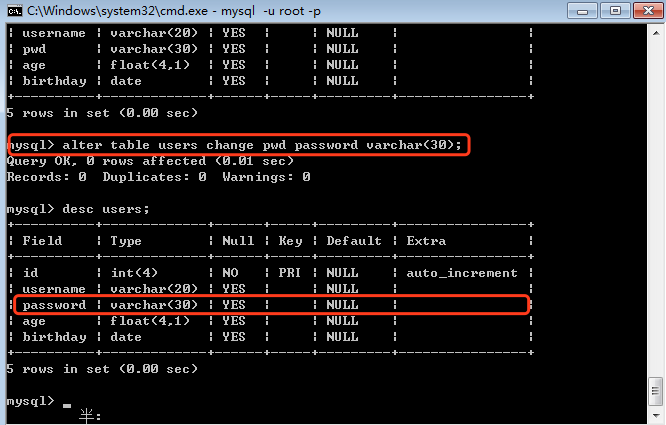 C:\Windows\system32\cmd.exe - mysql  -u root -p
| username | varchar(20) | YES  |     | NULL    |                |
| pwd      | varchar(30) | YES  |     | NULL    |                |
| age      | float(4,1)  | YES  |     | NULL    |                |
| birthday | date        | YES  |     | NULL    |                |
+----------+-------------+------+-----+---------+----------------+
5 rows in set (0.00 sec)
mysql> alter table users change pwd password varchar(30);
Query OK, 0 rows affected (0.01 sec)
Records: 0  Duplicates: 0  Warnings: 0
mysql> desc users;
+----------+-------------+------+-----+---------+----------------+
| Field    | Type        | Null | Key | Default | Extra          |
+----------+-------------+------+-----+---------+----------------+
| id       | int(4)      | NO   | PRI | NULL    | auto_increment |
| username | varchar(20) | YES  |     | NULL    |                |
| password | varchar(30) | YES  |     | NULL    |                |
| age      | float(4,1)  | YES  |     | NULL    |                |
| birthday | date        | YES  |     | NULL    |                |
+----------+-------------+------+-----+---------+----------------+
5 rows in set (0.00 sec)
mysql> _
半: